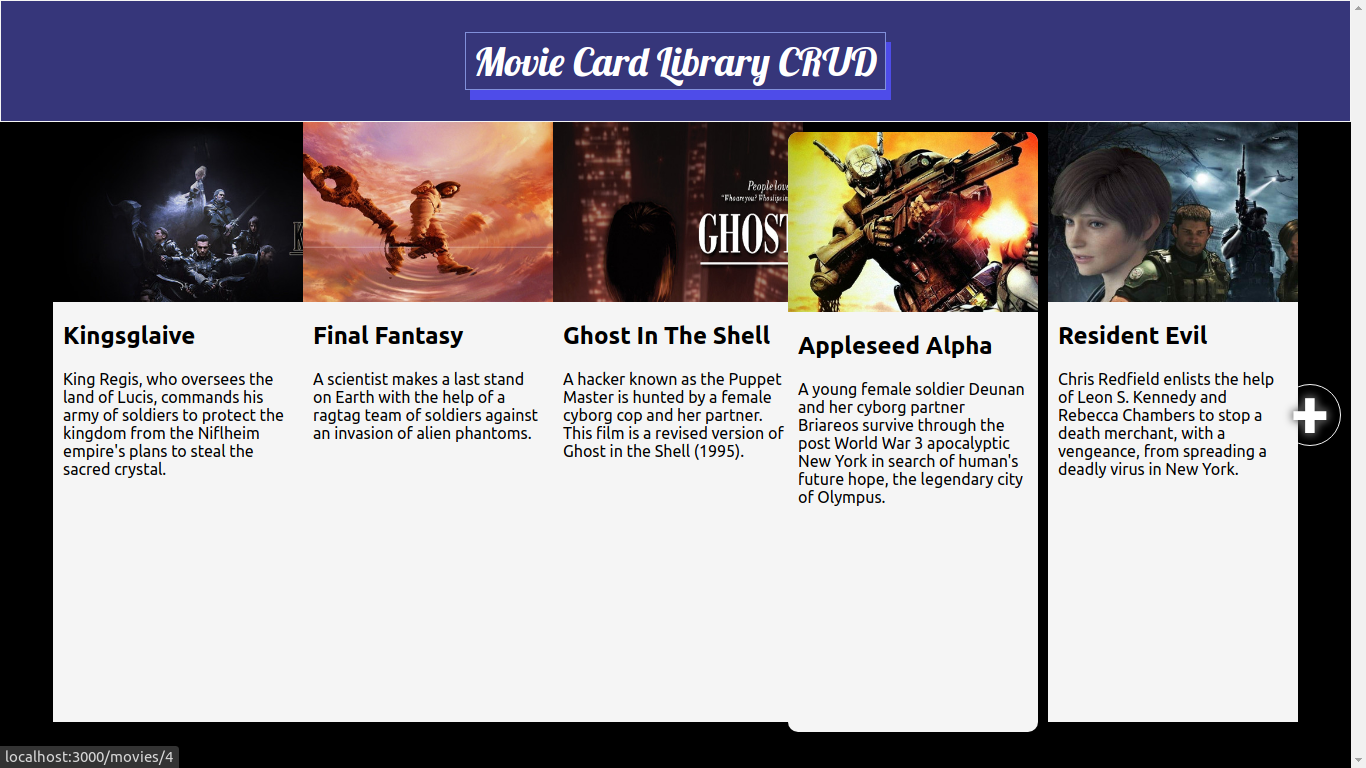 Movie Card Library CRUD
People love
"Who are you? Who slips in
GHOST
K
Kingsglaive
King Regis, who oversees the
land of Lucis, commands his
army of soldiers to protect the
kingdom from the Niflheim
empire's plans to steal the
sacred crystal.
Final Fantasy
A scientist makes a last stand
on Earth with the help of a
ragtag team of soldiers against
an invasion of alien phantoms.
Ghost In The Shell
A hacker known as the Puppet
Master is hunted by a female
cyborg cop and her partner.
This film is a revised version of
Ghost in the Shell (1995).
Appleseed Alpha
A young female soldier Deunan
and her cyborg partner
Briareos survive through the
post World War 3 apocalyptic
New York in search of human's
future hope, the legendary city
of Olympus.
Resident Evil
Chris Redfield enlists the help
of Leon S. Kennedy and
Rebecca Chambers to stop a
death merchant, with a
vengeance, from spreading a
deadly virus in New York.
localhost:3000/movies/4